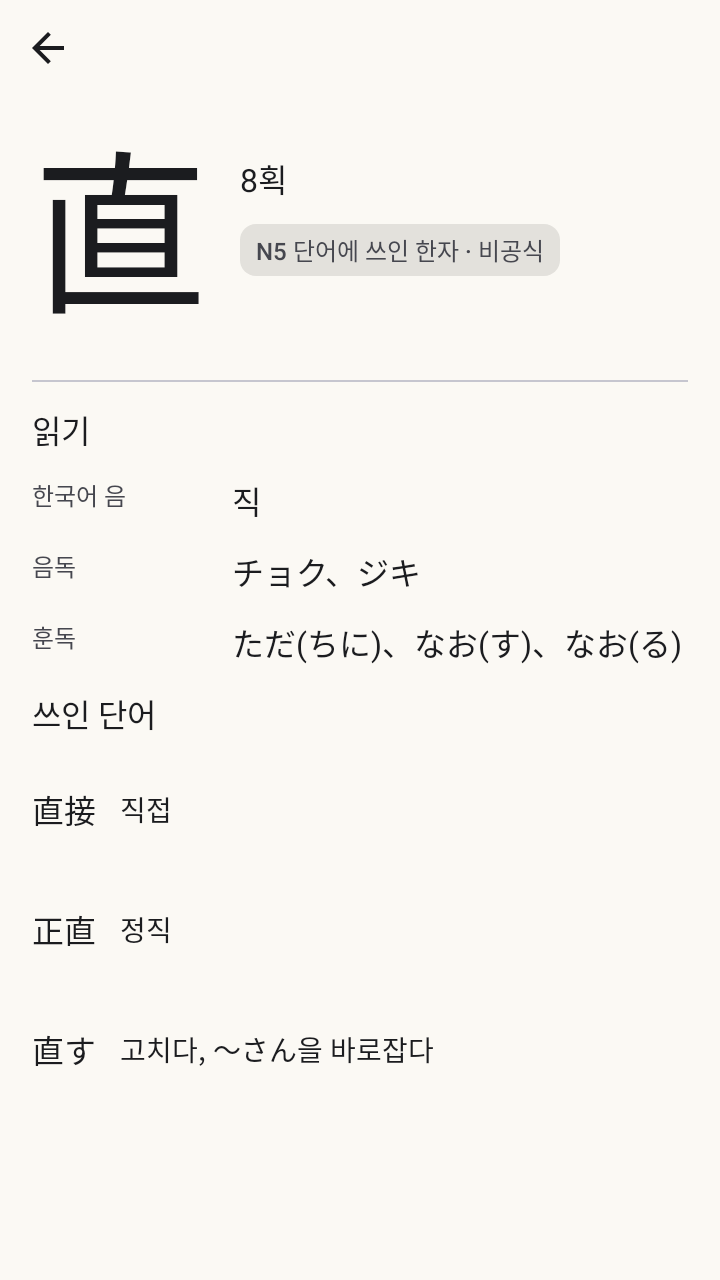 直
8획
N5 단어에 쓰인 한자 · 비공식
읽기
한국어 음 직
음독 チョク、ジキ
훈독 ただ(ちに)、なお(す)、なお(る)
쓰인 단어
直接 직접
正直 정직
直す 고치다, ～さん을 바로잡다